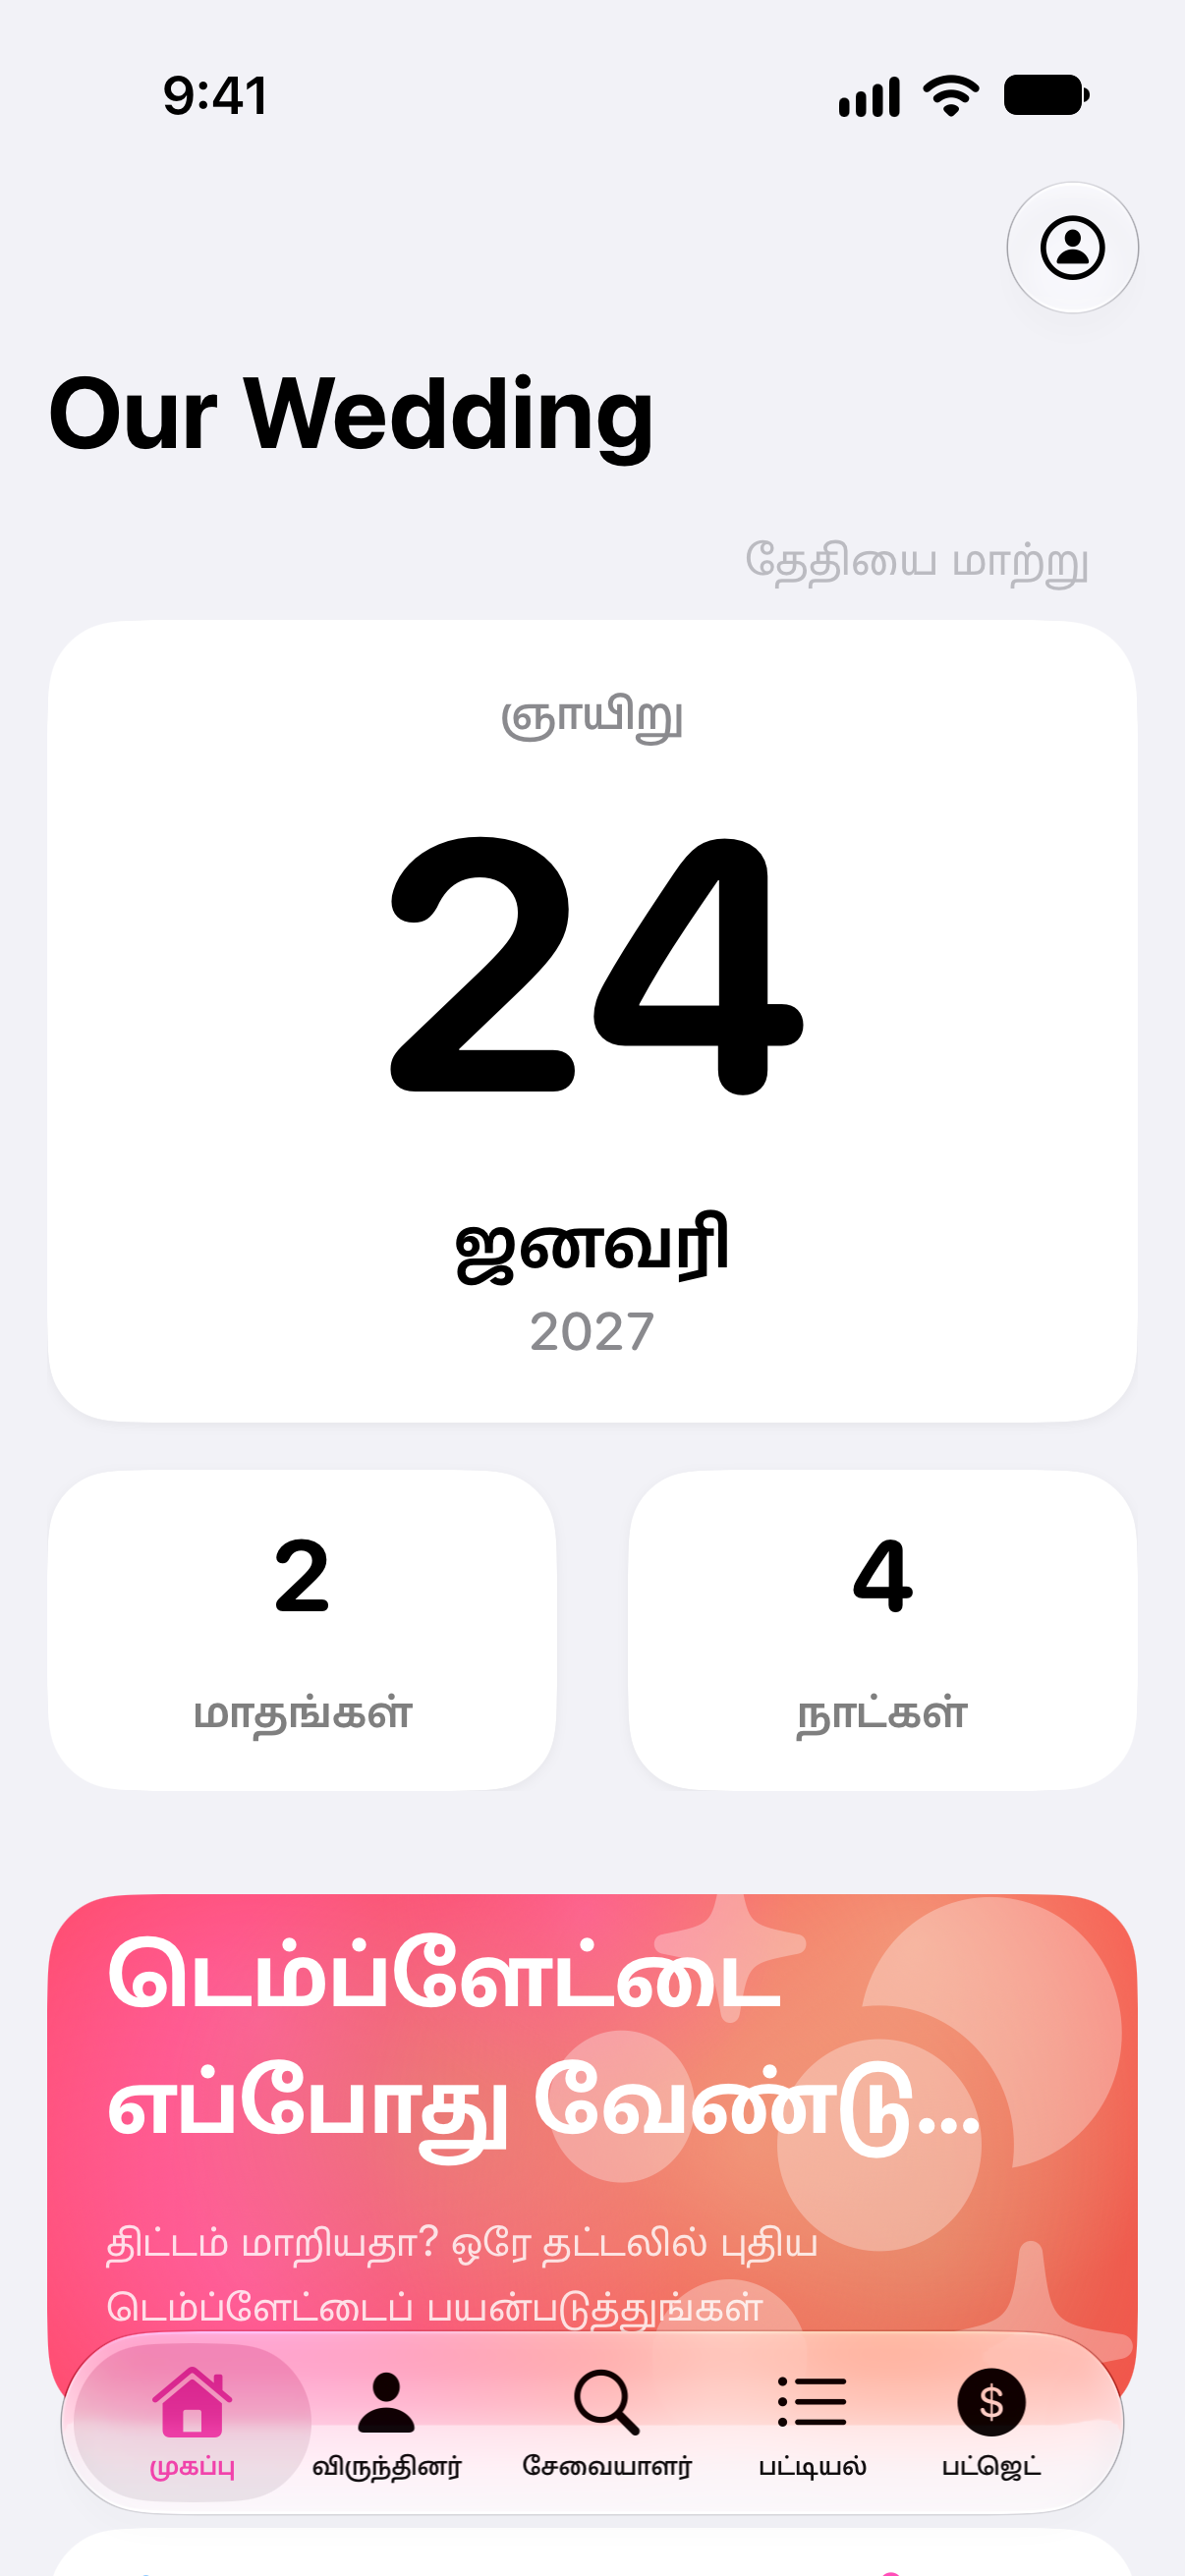 9:41
Our Wedding
தேதியை மாற்று
ஞாயிறு
24
ஜனவரி
2027
2
மாதங்கள்
4
நாட்கள்
டெம்ப்ளேட்டை
எப்போது வேண்டு...
திட்டம் மாறியதா? ஒரே தட்டலில் புதிய
டெம்ப்ளேட்டைப் பயன்படுத்துங்கள்
முகப்பு
விருந்தினர்
சேவையாளர்
பட்டியல்
பட்ஜெட்